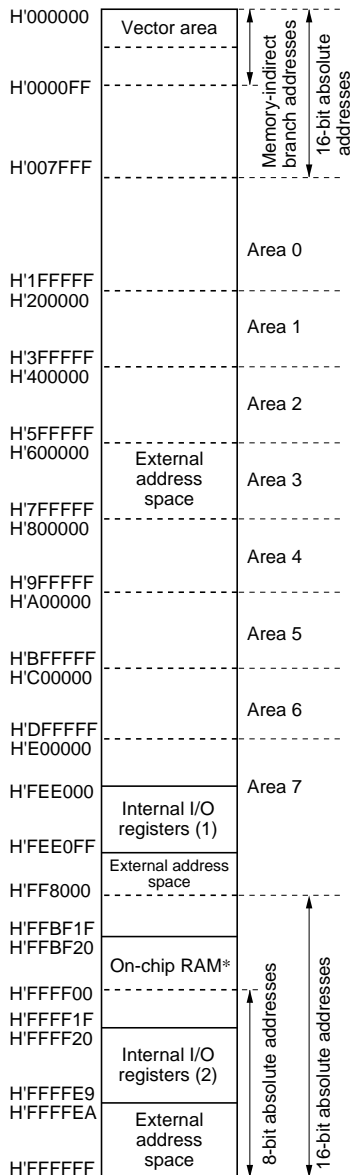 H'000000
Vector area
H'0000FF
Memory-indirect
branch addresses
16-bit absolute
addresses
H'007FFF
Area 0
H'1FFFFF
H'200000
Area 1
H'3FFFFF
H'400000
Area 2
H'5FFFFF
H'600000
External
address
space
Area 3
H'7FFFFF
H'800000
Area 4
H'9FFFFF
H'A00000
Area 5
H'BFFFFF
H'C00000
Area 6
H'DFFFFF
H'E00000
Area 7
H'FEE000
Internal I/O
registers (1)
H'FEE0FF
External address
space
H'FF8000
H'FFBF1F
H'FFBF20
On-chip RAM*
H'FFFF00
H'FFFF1F
H'FFFF20
Internal I/O
registers (2)
8-bit absolute addresses
16-bit absolute addresses
H'FFFFE9
H'FFFFEA
External
address
space
H'FFFFFF